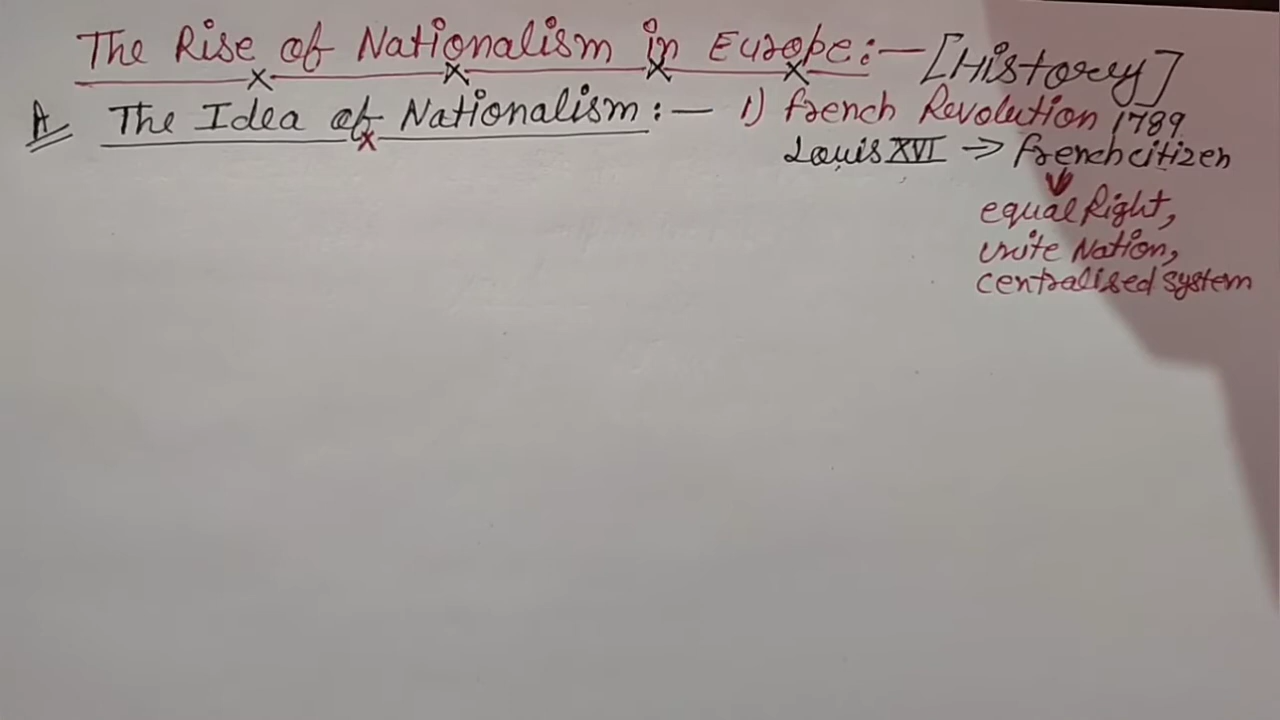 The Rise of Nationalism in Europe:— [History]
A The Idea of Nationalism:— 1) French Revolution 1789
Louis XVI → French citizen
equal Right,
unite Nation,
centralised system